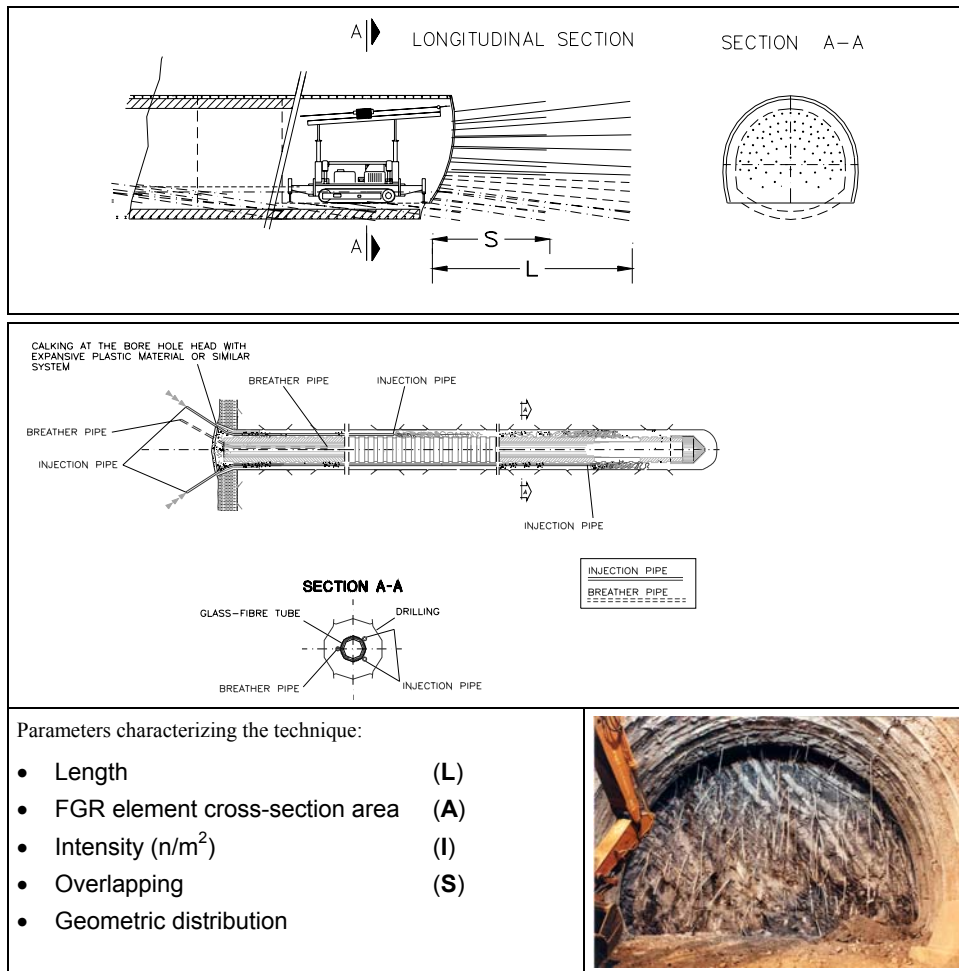 A LONGITUDINAL SECTION SECTION A-A
S
A
L
CALKING AT THE BORE HOLE HEAD WITH
EXPANSIVE PLASTIC MATERIAL OR SIMILAR
SYSTEM
BREATHER PIPE INJECTION PIPE
A
BREATHER PIPE
INJECTION PIPE
A
INJECTION PIPE
INJECTION PIPE
BREATHER PIPE
SECTION A-A
GLASS-FIBRE TUBE DRILLING
BREATHER PIPE INJECTION PIPE
Parameters characterizing the technique:
• Length (L)
• FGR element cross-section area (A)
• Intensity (n/m²) (I)
• Overlapping (S)
• Geometric distribution